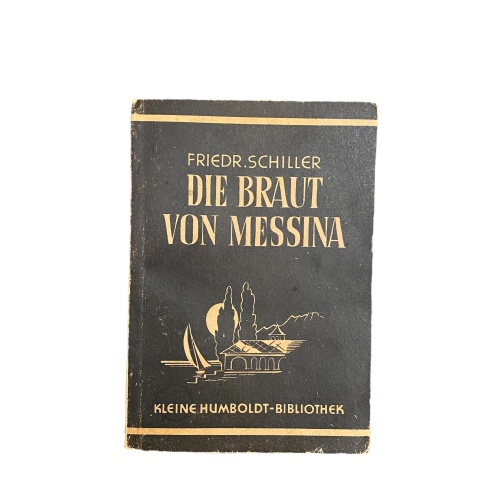 FRIEDR. SCHILLER
DIE BRAUT
VON MESSINA
KLEINE HUMBOLDT-BIBLIOTHEK